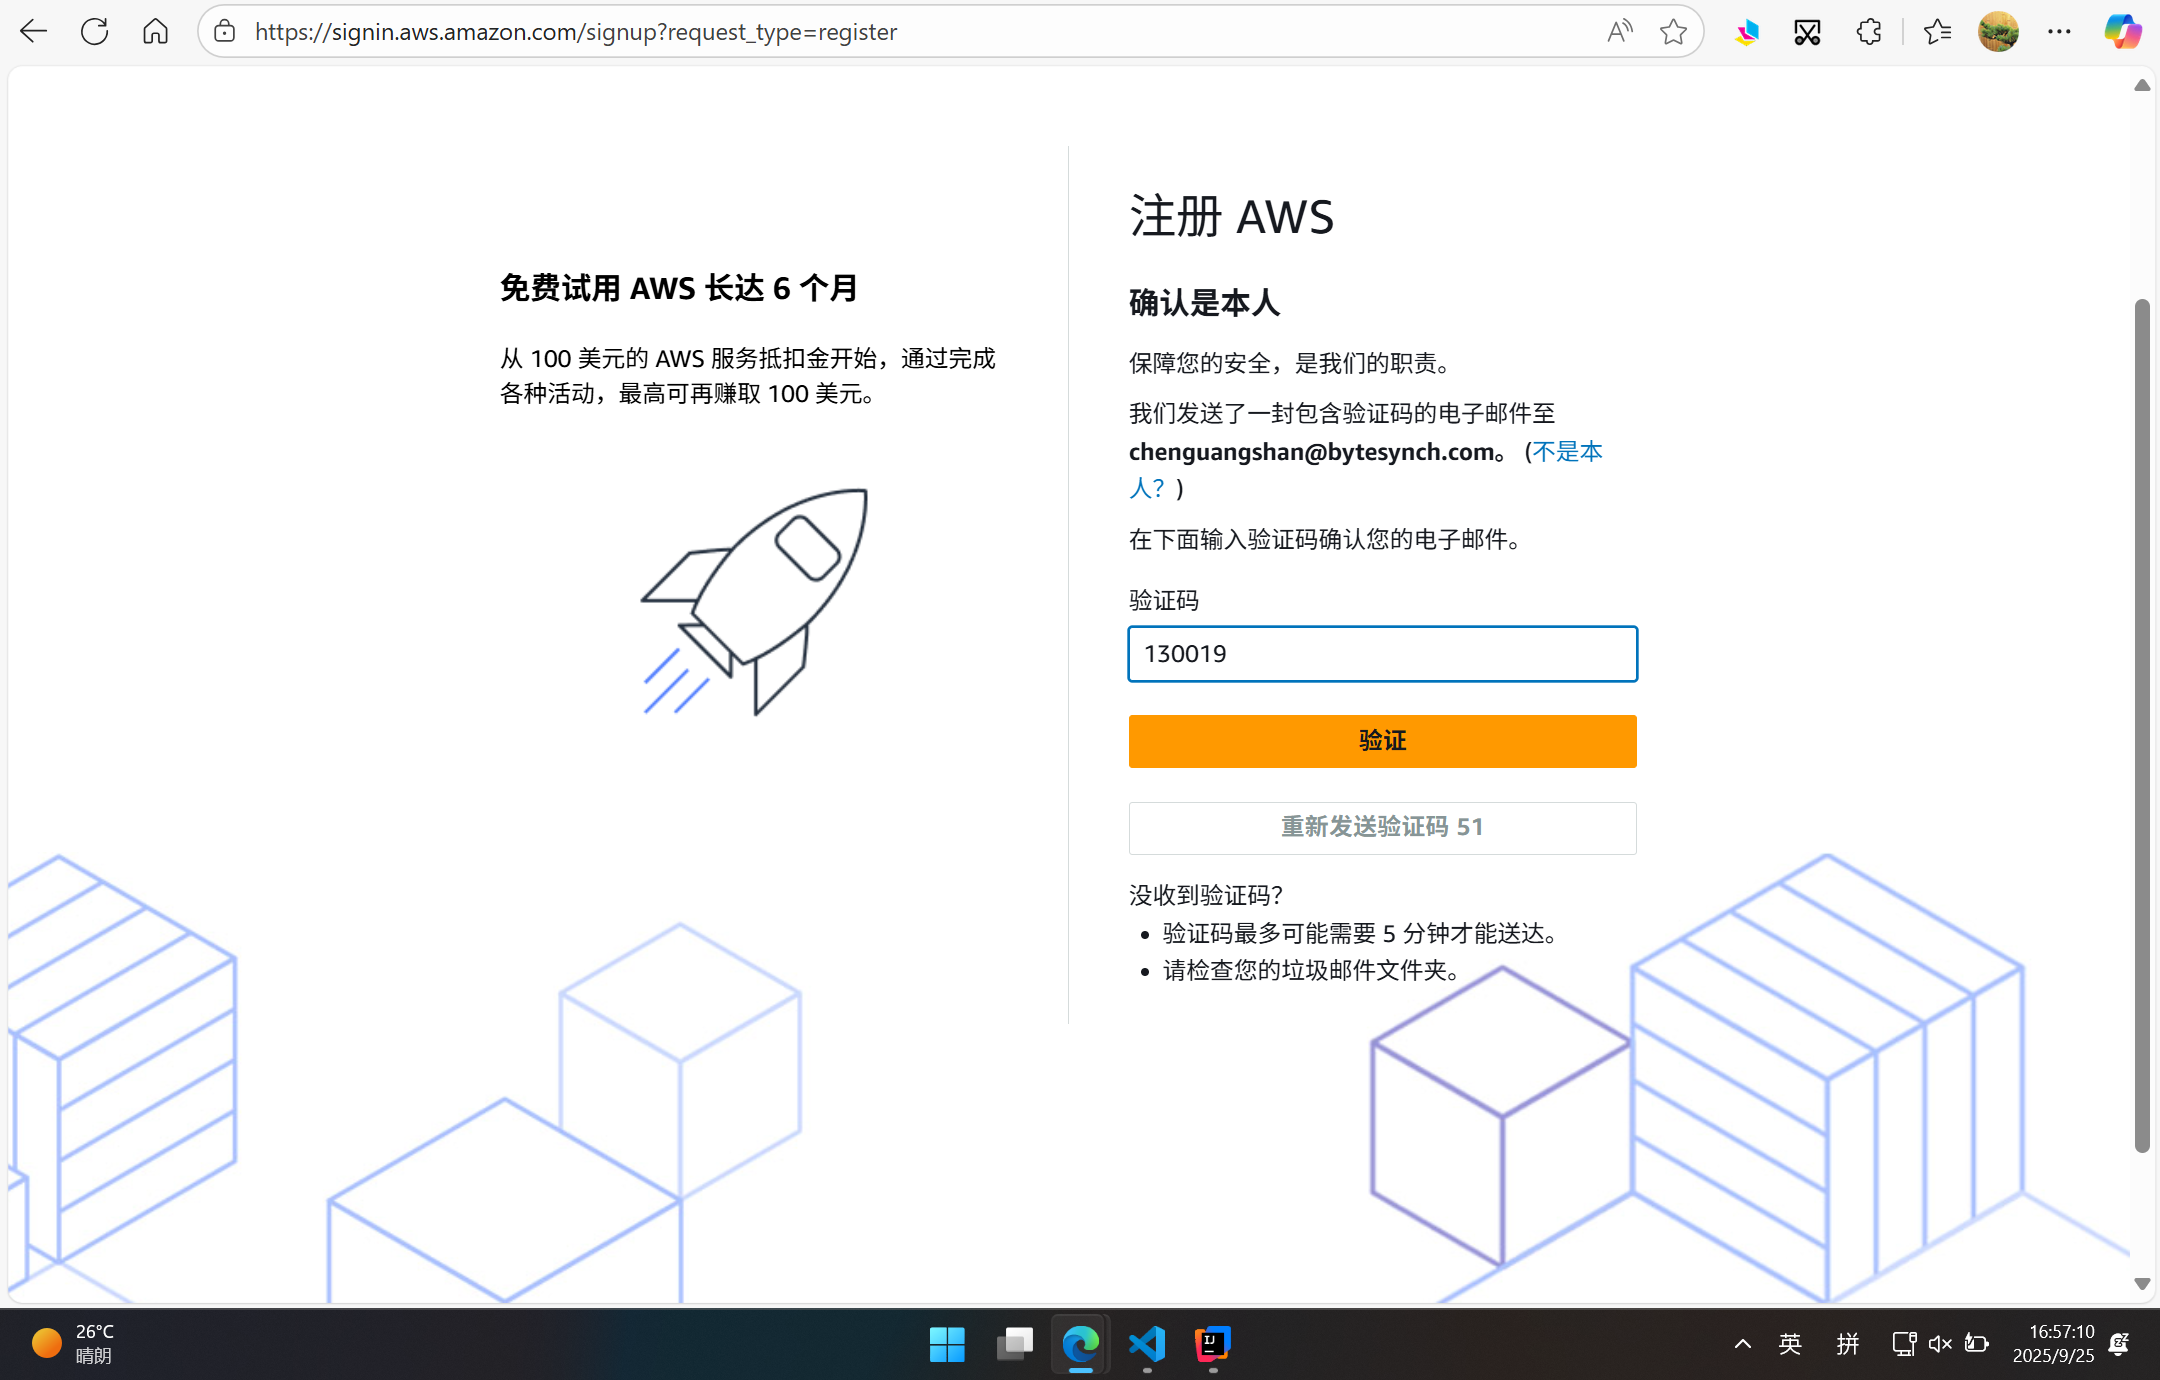 https://signin.aws.amazon.com/signup?request_type=register
免费试用 AWS 长达 6 个月
从 100 美元的 AWS 服务抵扣金开始，通过完成
各种活动，最高可再赚取 100 美元。
注册 AWS
确认是本人
保障您的安全，是我们的职责。
我们发送了一封包含验证码的电子邮件至
chenguangshan@bytesynch.com。 (不是本
人？)
在下面输入验证码确认您的电子邮件。
验证码
130019
验证
重新发送验证码 51
没收到验证码？
• 验证码最多可能需要 5 分钟才能送达。
• 请检查您的垃圾邮件文件夹。
26°C
晴朗
英
拼
16:57:10
2025/9/25